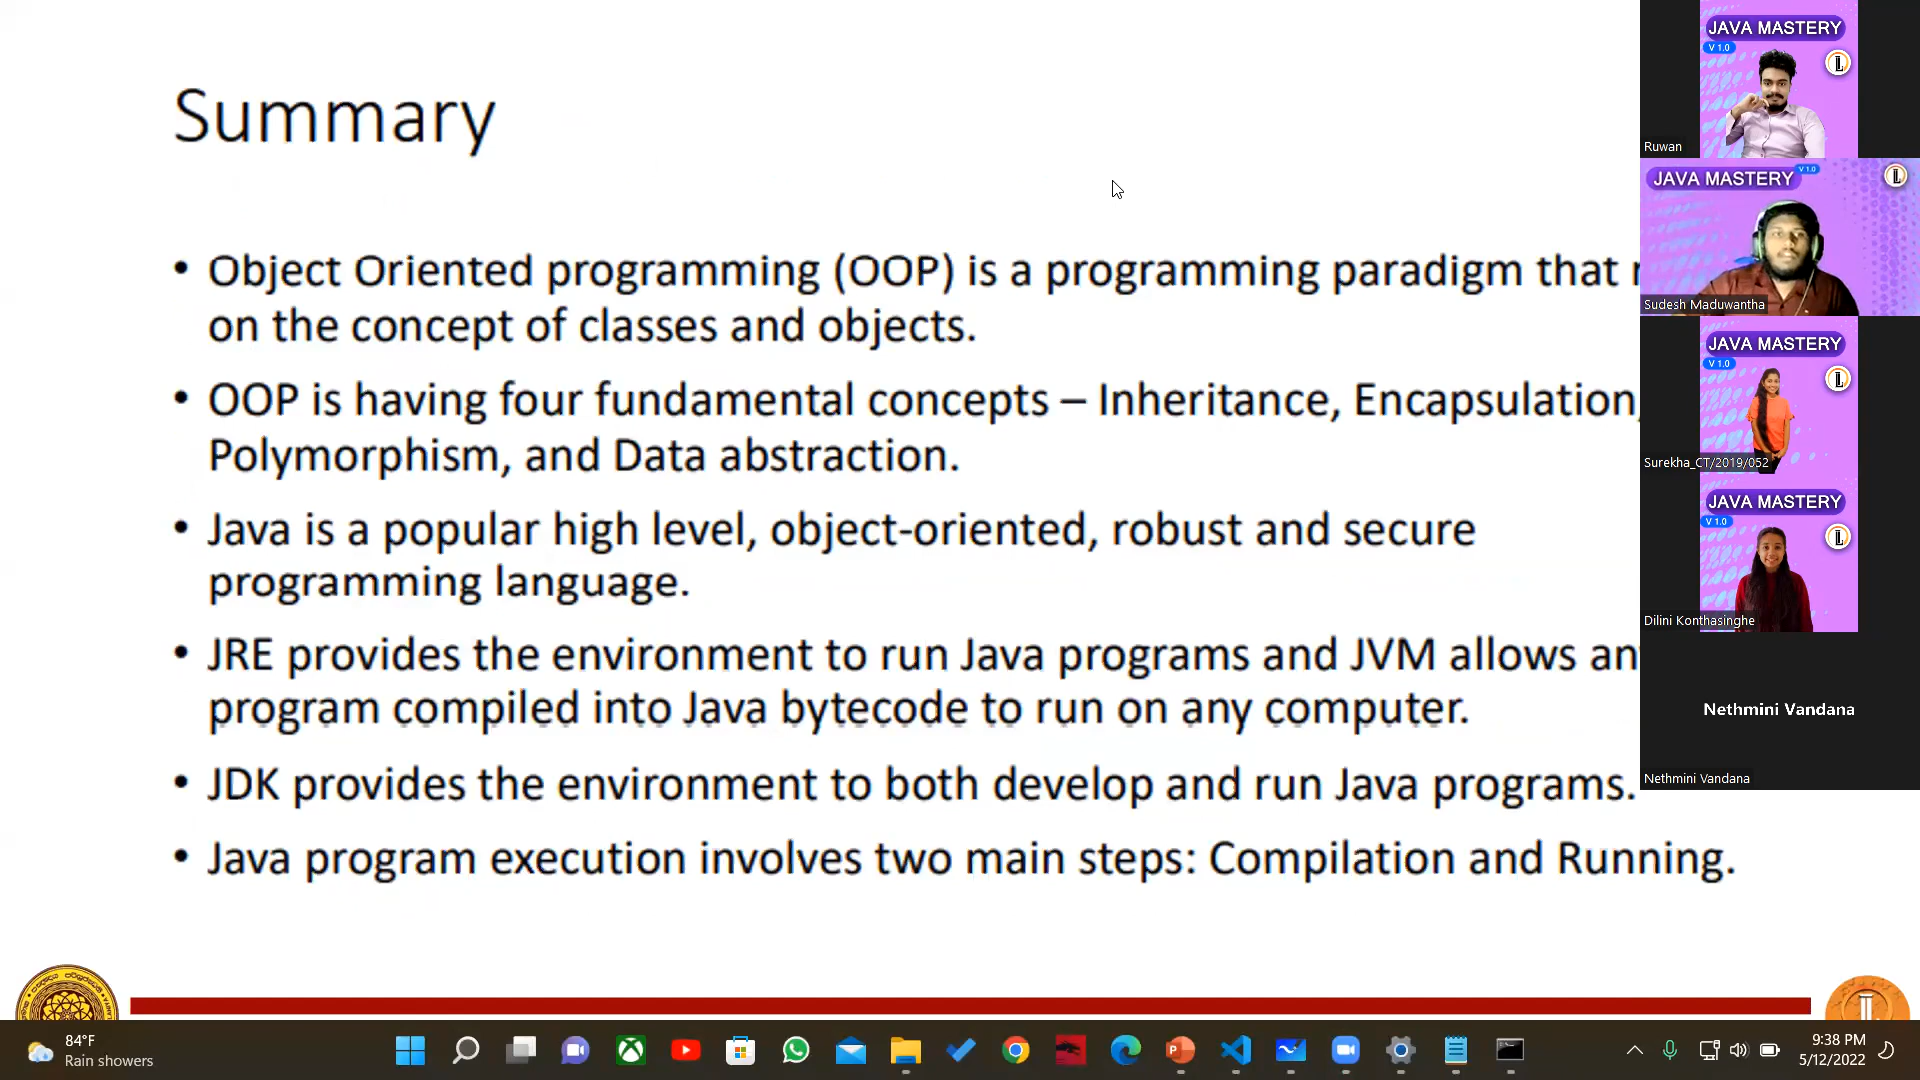 Summary
• Object Oriented programming (OOP) is a programming paradigm that
on the concept of classes and objects.
• OOP is having four fundamental concepts – Inheritance, Encapsulation,
Polymorphism, and Data abstraction.
• Java is a popular high level, object-oriented, robust and secure
programming language.
• JRE provides the environment to run Java programs and JVM allows
program compiled into Java bytecode to run on any computer.
• JDK provides the environment to both develop and run Java programs.
• Java program execution involves two main steps: Compilation and Running.
JAVA MASTERY
V 1.0
Ruwan
JAVA MASTERY
V 1.0
Sudesh Maduwantha
JAVA MASTERY
V 1.0
Surekha_CT/2019/052
JAVA MASTERY
V 1.0
Dilini Konthasinghe
Nethmini Vandana
Nethmini Vandana
84°F
Rain showers
9:38 PM
5/12/2022